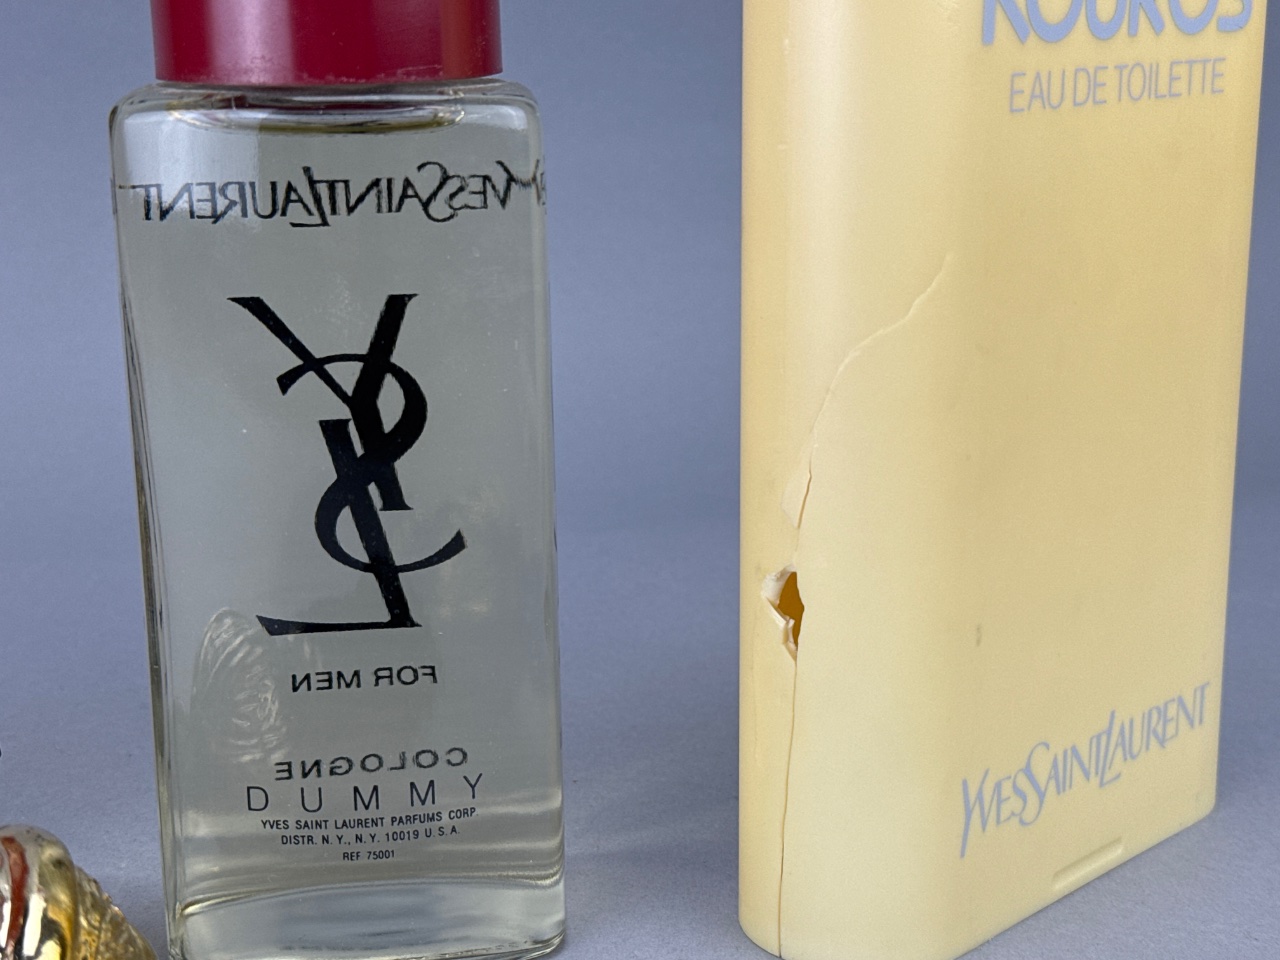 YVESSAINTLAURENT
YSL
FOR MEN
COLOGNE
DUMMY
YVES SAINT LAURENT PARFUMS CORP.
DISTR. N.Y., N.Y. 10019 U.S.A.
REF 75001
KOUROS
EAU DE TOILETTE
YVESSAINTLAURENT